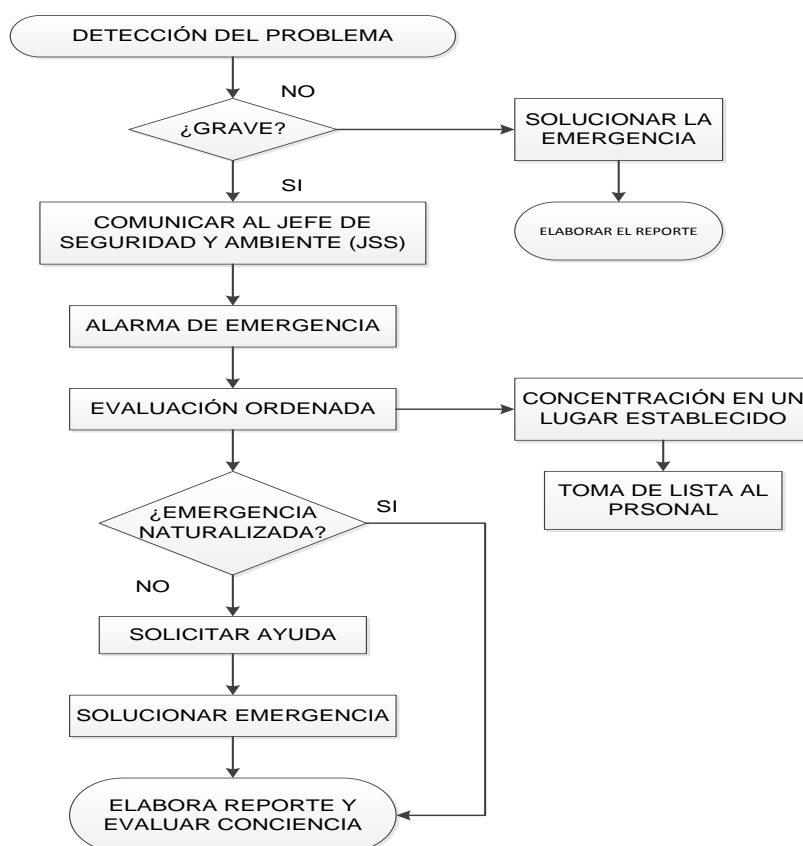 DETECCIÓN DEL PROBLEMA
NO
¿GRAVE?
SOLUCIONAR LA
EMERGENCIA
SI
ELABORAR EL REPORTE
COMUNICAR AL JEFE DE
SEGURIDAD Y AMBIENTE (JSS)
ALARMA DE EMERGENCIA
EVALUACIÓN ORDENADA
CONCENTRACIÓN EN UN
LUGAR ESTABLECIDO
TOMA DE LISTA AL
PRSONAL
¿EMERGENCIA
NATURALIZADA?
SI
NO
SOLICITAR AYUDA
SOLUCIONAR EMERGENCIA
ELABORA REPORTE Y
EVALUAR CONCIENCIA